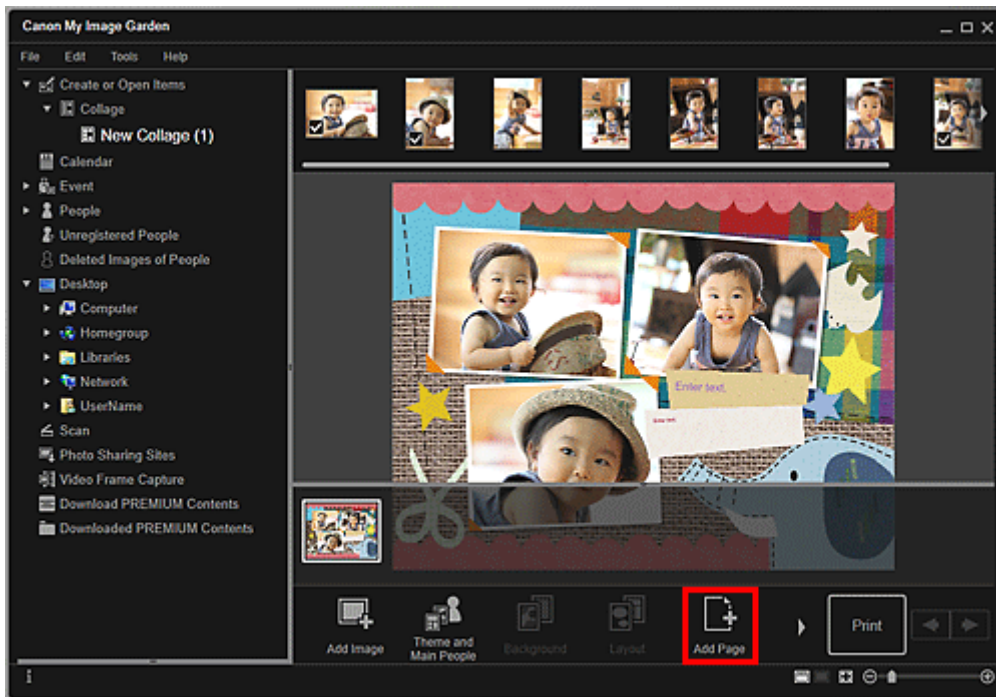 Canon My Image Garden
File Edit Tools Help
Create or Open Items
Collage
New Collage (1)
Calendar
Event
People
Unregistered People
Deleted Images of People
Desktop
Computer
Homegroup
Libraries
Network
UserName
Scan
Photo Sharing Sites
Video Frame Capture
Download PREMIUM Contents
Downloaded PREMIUM Contents
Enter text.
Enter text.
Add Image
Theme and
Main People
Background
Layout
Add Page
Print